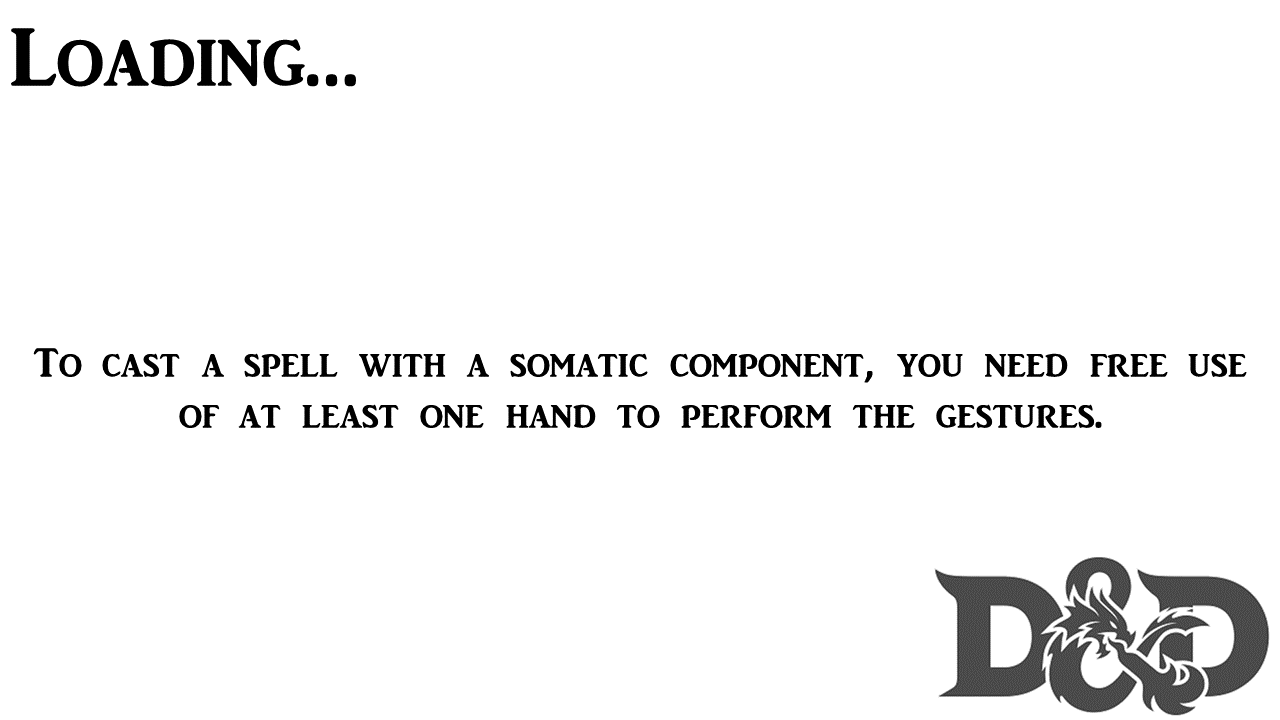 Loading...
To cast a spell with a somatic component, you need free use
of at least one hand to perform the gestures.
D&D